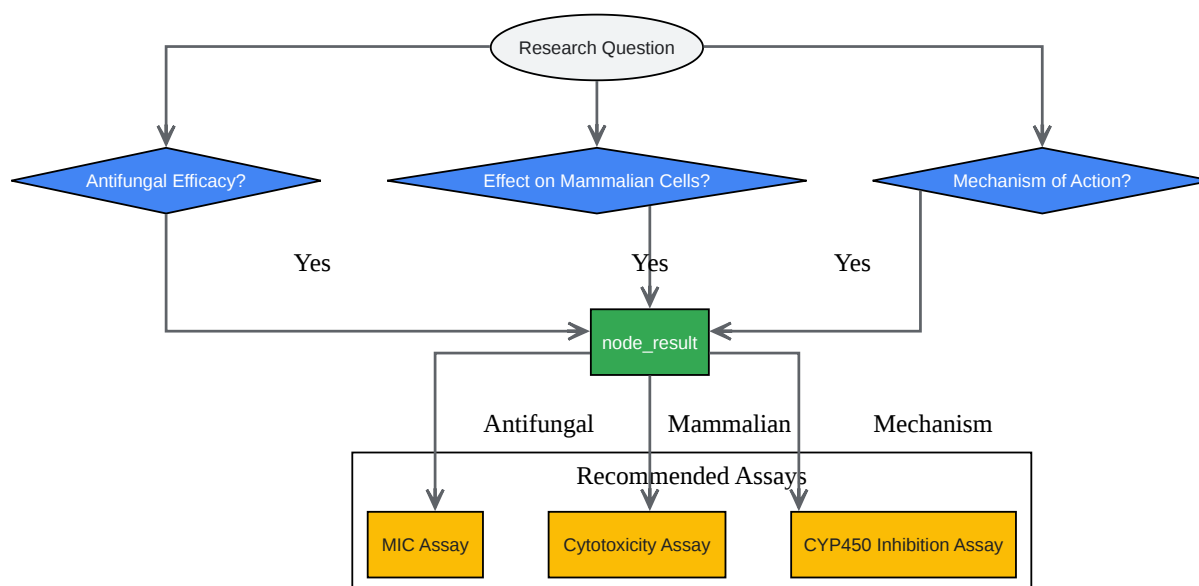 Research Question
Antifungal Efficacy?
Effect on Mammalian Cells?
Mechanism of Action?
Yes
Yes
Yes
node_result
Antifungal
Mammalian
Mechanism
Recommended Assays
MIC Assay
Cytotoxicity Assay
CYP450 Inhibition Assay